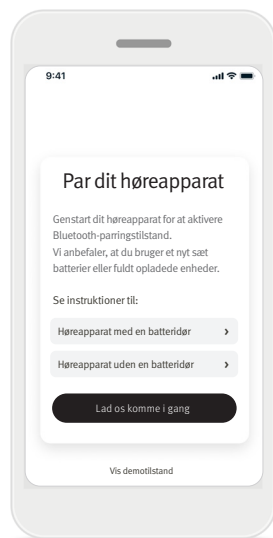 9:41
Par dit høreapparat
Genstart dit høreapparat for at aktivere
Bluetooth-parringstilstand.
Vi anbefaler, at du bruger et nyt sæt
batterier eller fuldt opladede enheder.
Se instruktioner til:
Høreapparat med en batteridør
Høreapparat uden en batteridør
Lad os komme i gang
Vis demotilstand